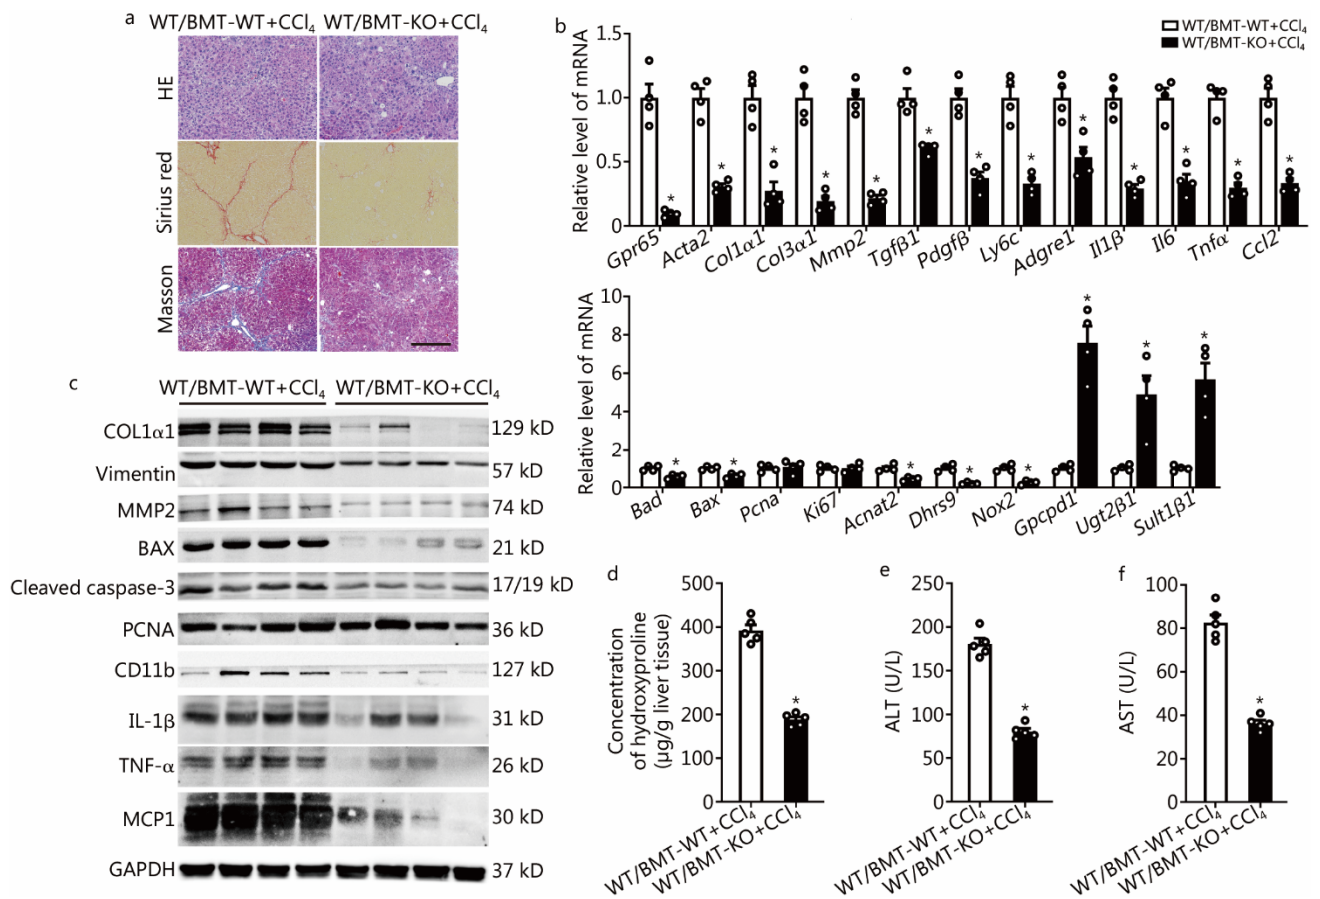 a
WT/BMT-WT+CCl4 WT/BMT-KO+CCl4
HE
Sirius red
Masson
b
WT/BMT-WT+CCl4
WT/BMT-KO+CCl4
Relative level of mRNA
1.5
1.0
0.5
0
* * * * * * * * * * * * *
Gpr65 Acta2 Col1α1 Col3α1 Mmp2 Tgfβ1 Pdgfβ Ly6c Adgre1 Il1β Il6 Tnfα Ccl2
Relative level of mRNA
10
8
6
4
2
0
* * * * * * * *
Bad Bax Pcna Ki67 Acnat2 Dhrs9 Nox2 Gpcpd1 Ugt2β1 Sult1β1
c
WT/BMT-WT+CCl4 WT/BMT-KO+CCl4
COL1α1 129 kD
Vimentin 57 kD
MMP2 74 kD
BAX 21 kD
Cleaved caspase-3 17/19 kD
PCNA 36 kD
CD11b 127 kD
IL-1β 31 kD
TNF-α 26 kD
MCP1 30 kD
GAPDH 37 kD
d
Concentration
of hydroxyproline
(μg/g liver tissue)
500
400
300
200
100
0
*
WT/BMT-WT+CCl4
WT/BMT-KO+CCl4
e
ALT (U/L)
250
200
150
100
50
0
*
WT/BMT-WT+CCl4
WT/BMT-KO+CCl4
f
AST (U/L)
100
80
60
40
20
0
*
WT/BMT-WT+CCl4
WT/BMT-KO+CCl4